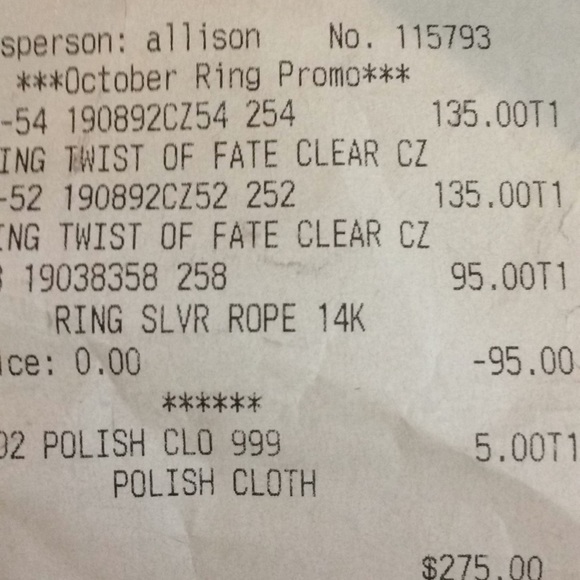 sperson: allison No. 115793
***October Ring Promo***
-54 190892CZ54 254 135.00T1
ING TWIST OF FATE CLEAR CZ
-52 190892CZ52 252 135.00T1
ING TWIST OF FATE CLEAR CZ
19038358 258 95.00T1
RING SLVR ROPE 14K
ice: 0.00 -95.00
******
02 POLISH CLO 999 5.00T1
POLISH CLOTH
$275.00